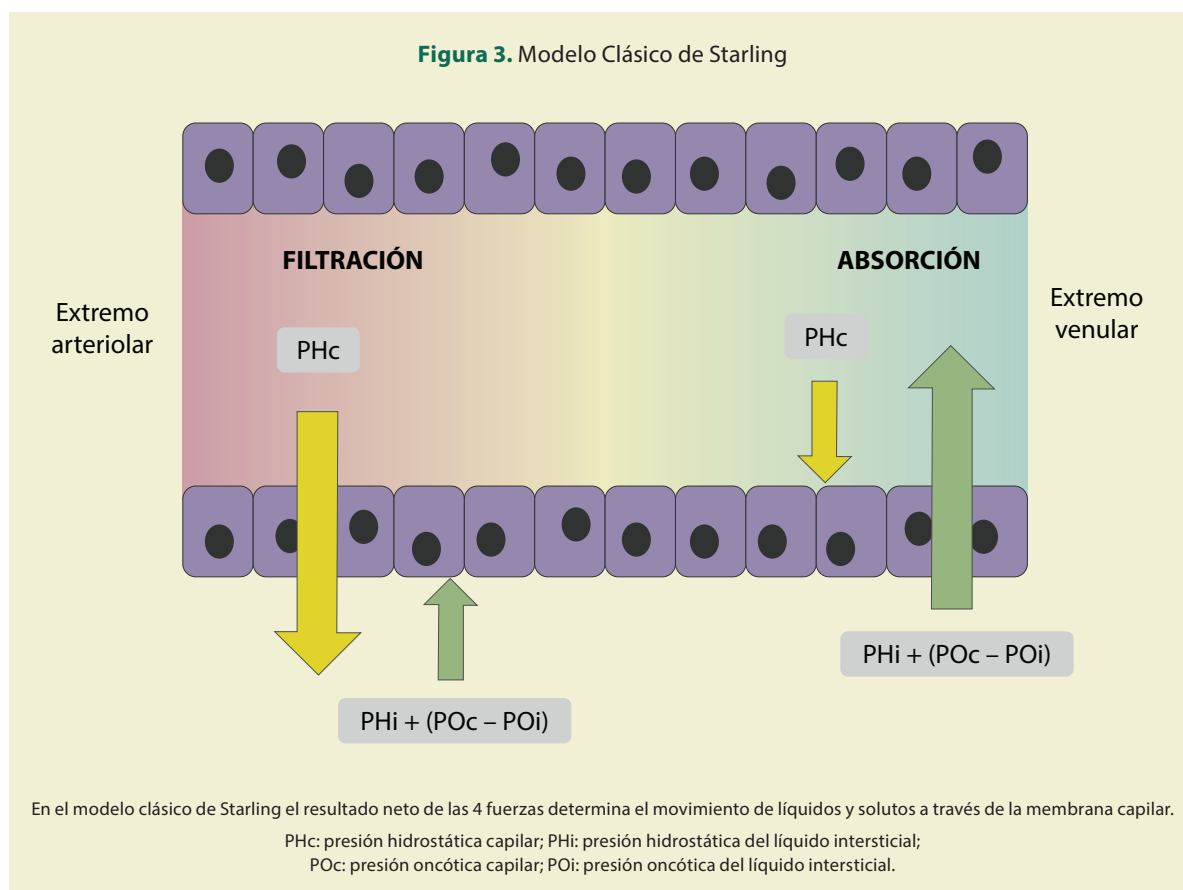 Figura 3. Modelo Clásico de Starling
FILTRACIÓN
ABSORCIÓN
Extremo
arteriolar
Extremo
venular
PHc
PHc
PHi + (POc – POi)
PHi + (POc – POi)
En el modelo clásico de Starling el resultado neto de las 4 fuerzas determina el movimiento de líquidos y solutos a través de la membrana capilar.
PHc: presión hidrostática capilar; PHi: presión hidrostática del líquido intersticial;
POc: presión oncótica capilar; POi: presión oncótica del líquido intersticial.